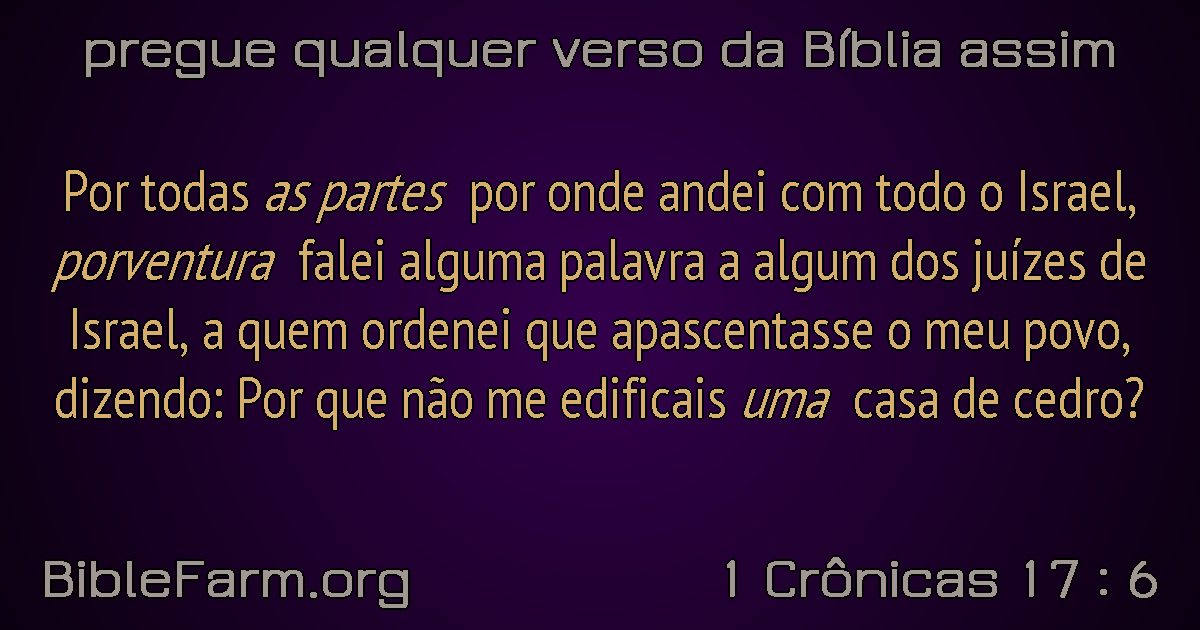 pregue qualquer verso da Bíblia assim
Por todas as partes por onde andei com todo o Israel,
porventura falei alguma palavra a algum dos juízes de
Israel, a quem ordenei que apascentasse o meu povo,
dizendo: Por que não me edificais uma casa de cedro?
BibleFarm.org
1 Crônicas 17 : 6